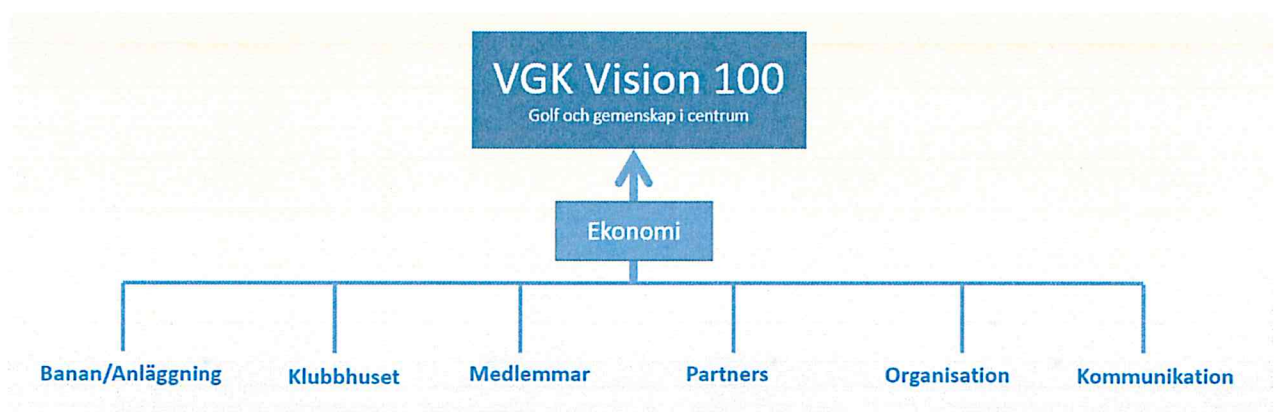 VGK Vision 100
Golf och gemenskap i centrum
Ekonomi
Banan/Anläggning
Klubbhuset
Medlemmar
Partners
Organisation
Kommunikation